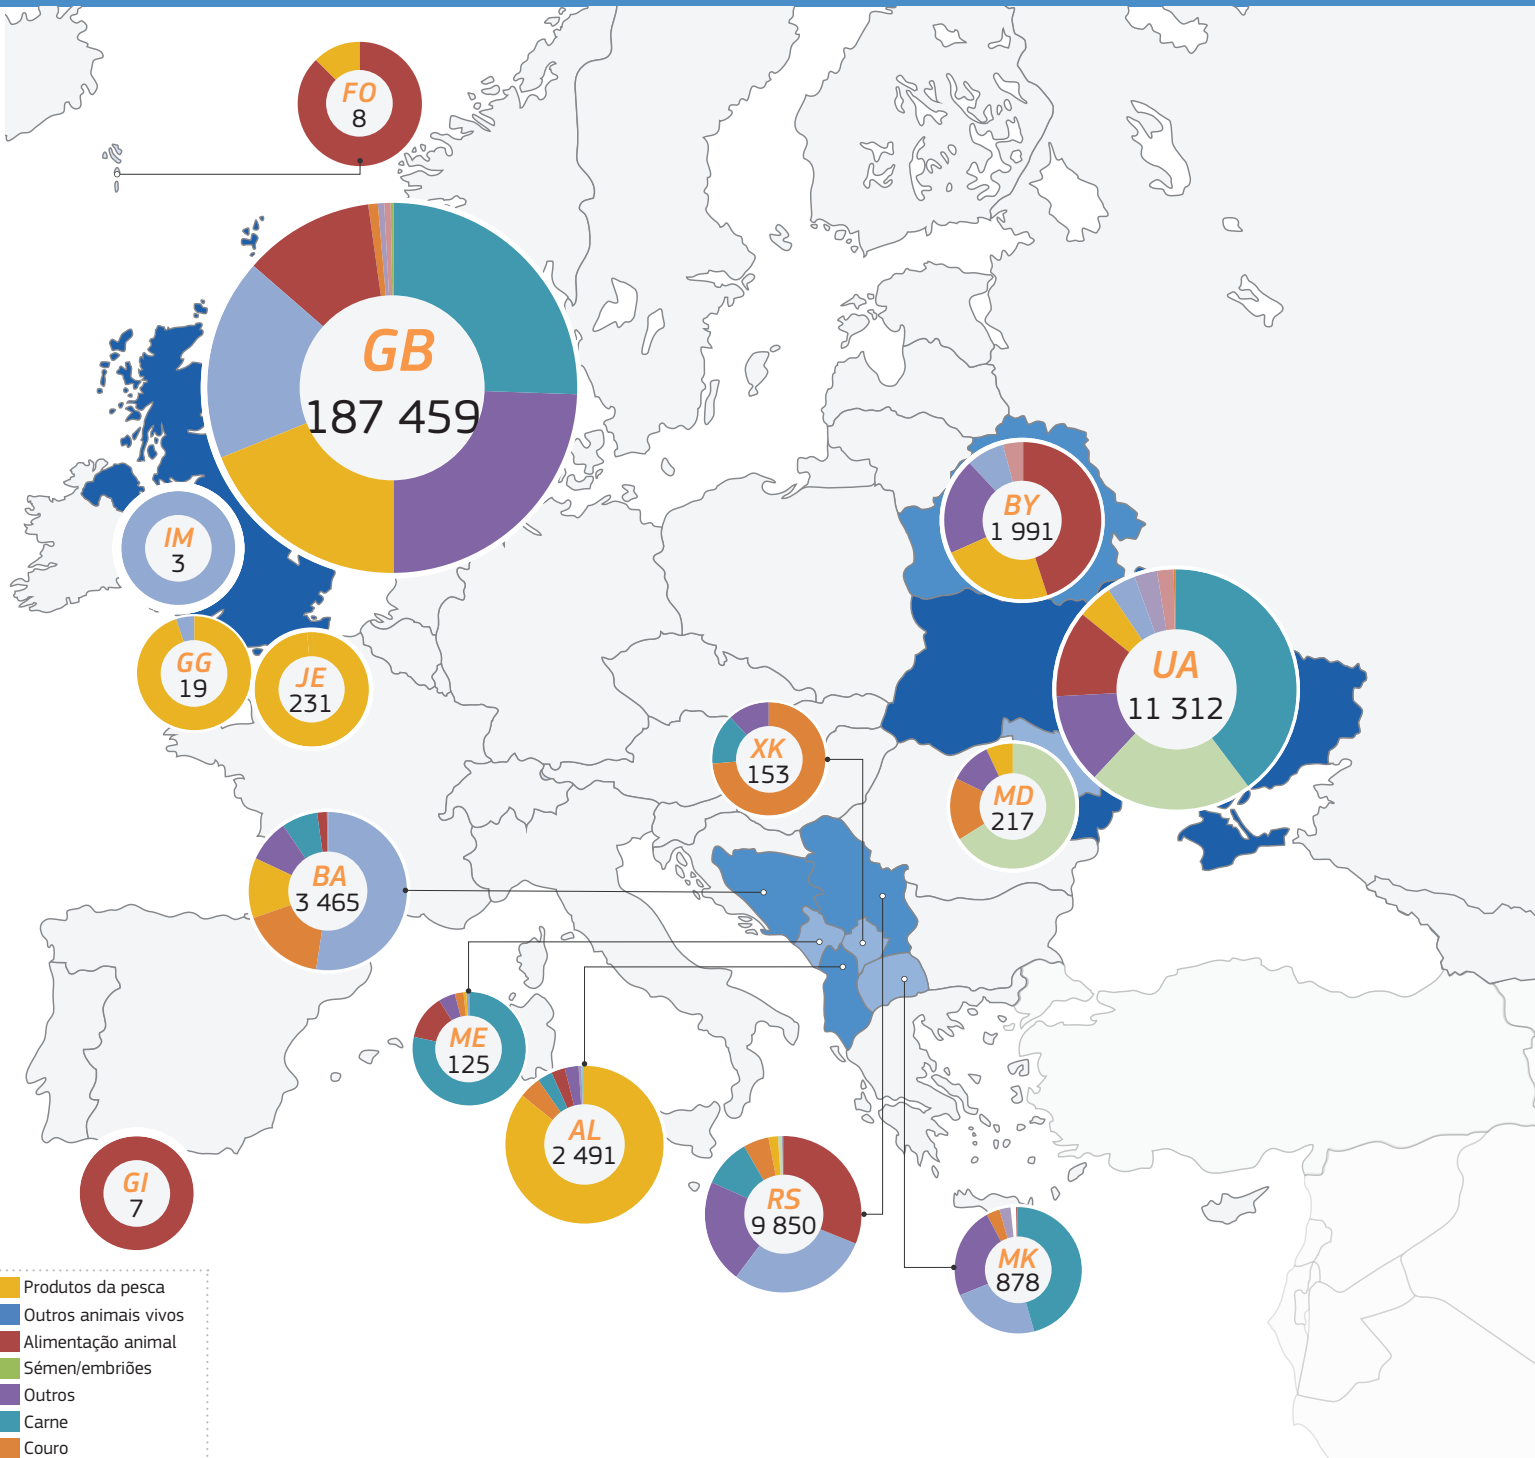 FO
8
GB
187 459
IM
3
GG
19
JE
231
BY
1 991
UA
11 312
XK
153
MD
217
BA
3 465
ME
125
AL
2 491
GI
7
RS
9 850
MK
878
Produtos da pesca
Outros animais vivos
Alimentação animal
Sémen/embriões
Outros
Carne
Couro